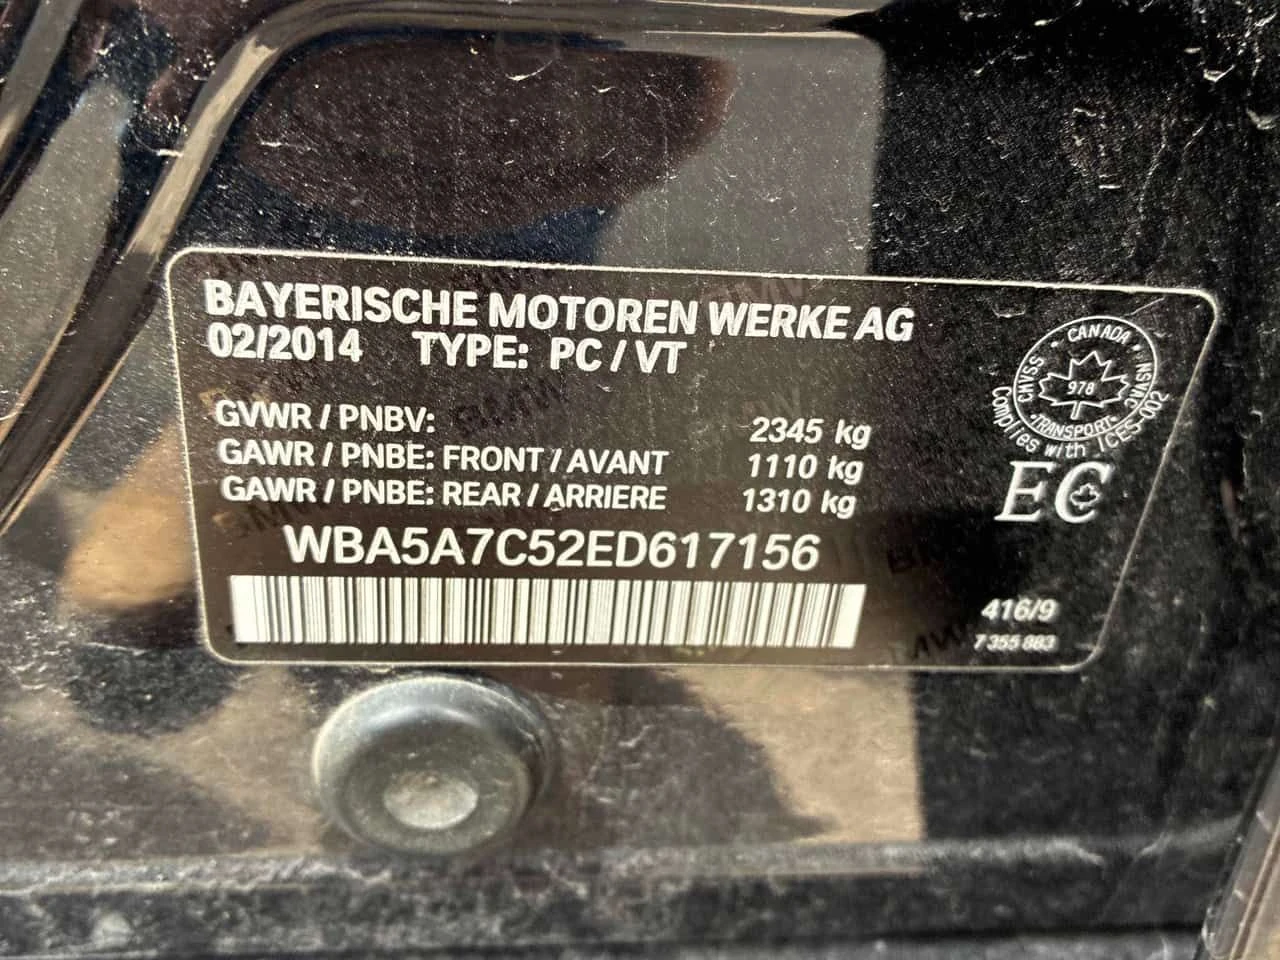 BAYERISCHE MOTOREN WERKE AG
02/2014 TYPE: PC / VT
GVWR / PNBV: 2345 kg
GAWR / PNBE: FRONT / AVANT 1110 kg
GAWR / PNBE: REAR / ARRIERE 1310 kg
WBA5A7C52ED617156
CANADA
CMVSS
NSVAC
978
TRANSPORT
Complies with ICES-002
EC
416/9
7 355 883